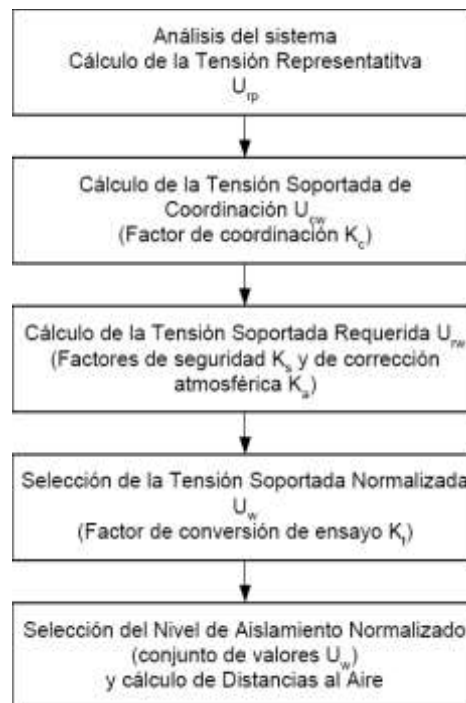 Análisis del sistema
Cálculo de la Tensión Representatitva
U_rp
Cálculo de la Tensión Soportada de
Coordinación U_cw
(Factor de coordinación K_c)
Cálculo de la Tensión Soportada Requerida U_rw
(Factores de seguridad K_s y de corrección
atmosférica K_a)
Selección de la Tensión Soportada Normalizada
U_w
(Factor de conversión de ensayo K_t)
Selección del Nivel de Aislamiento Normalizado
(conjunto de valores U_w)
y cálculo de Distancias al Aire